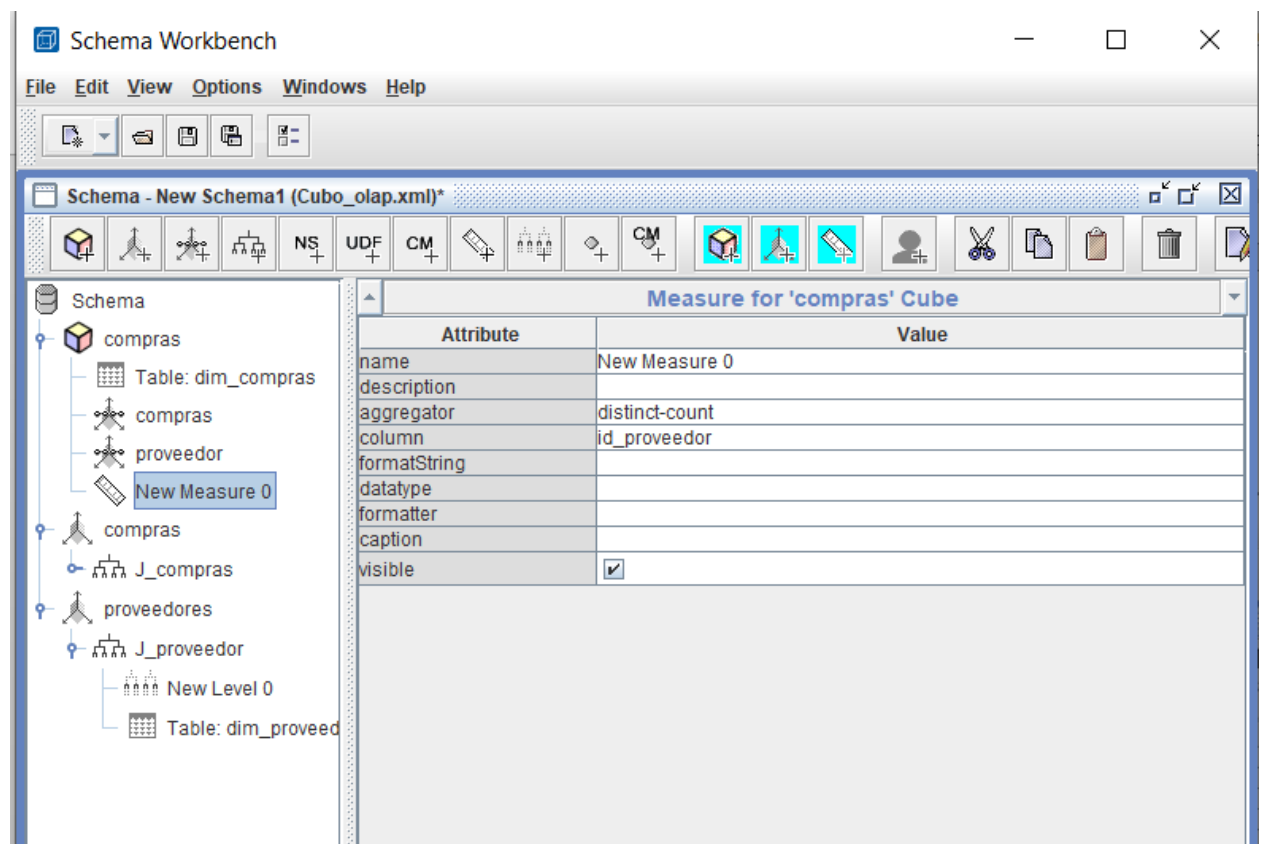 Schema Workbench
File Edit View Options Windows Help
Schema - New Schema1 (Cubo_olap.xml)*
NS UDF CM CM
Schema
compras
Table: dim_compras
compras
proveedor
New Measure 0
compras
J_compras
proveedores
J_proveedor
New Level 0
Table: dim_proveed
Measure for 'compras' Cube
Attribute Value
name New Measure 0
description
aggregator distinct-count
column id_proveedor
formatString
datatype
formatter
caption
visible